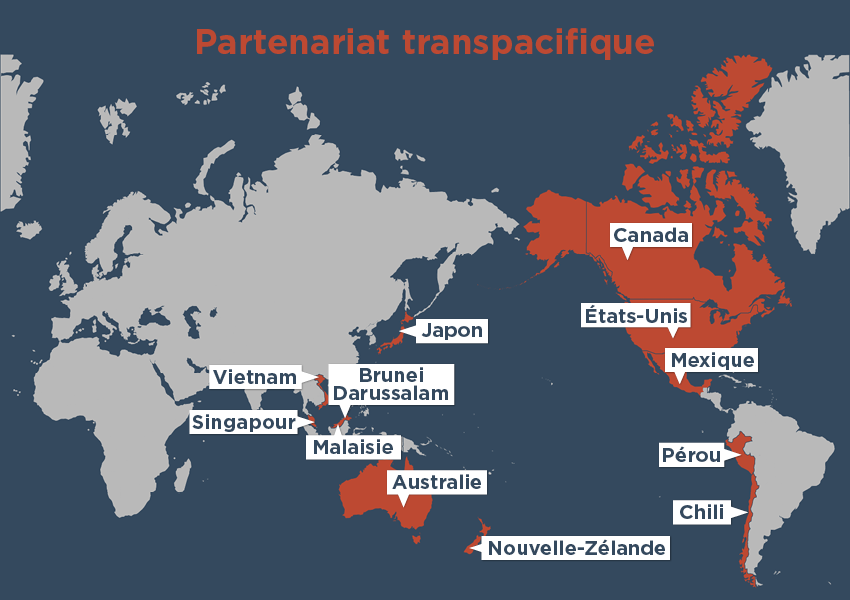 Partenariat transpacifique
Canada
États-Unis
Japon
Mexique
Vietnam
Brunei
Darussalam
Singapour
Malaisie
Pérou
Australie
Chili
Nouvelle-Zélande